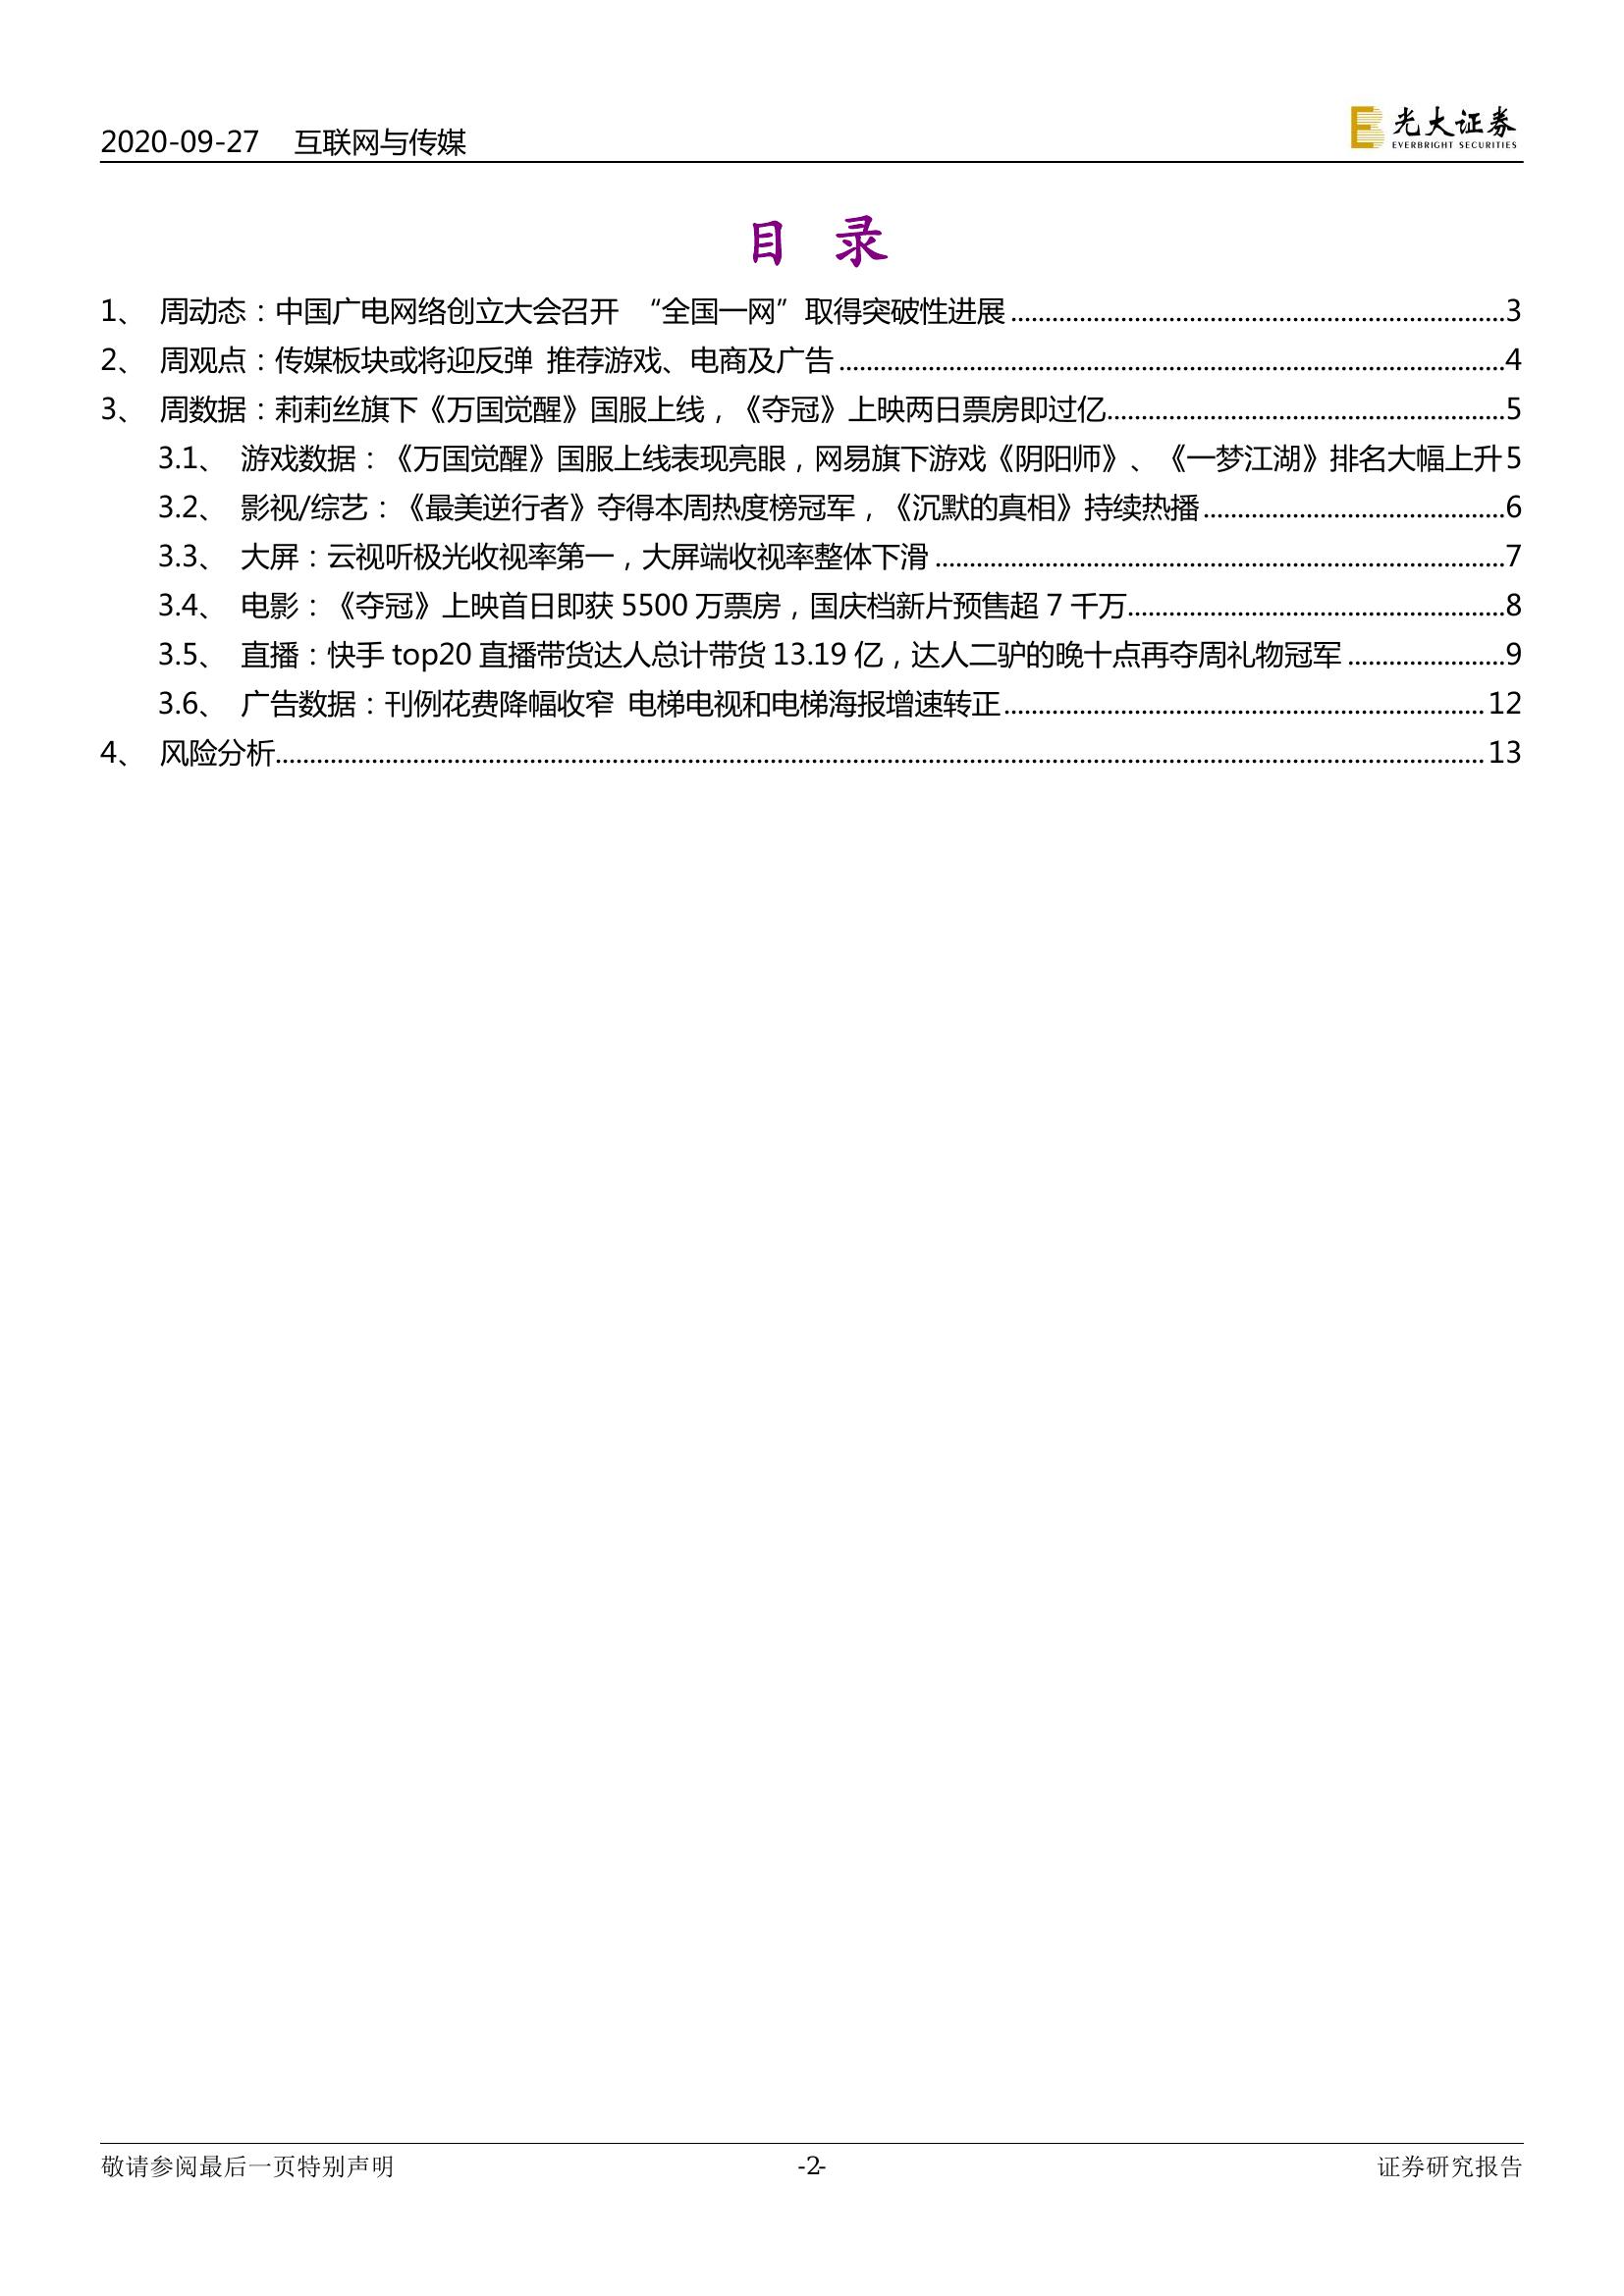 2020-09-27 互联网与传媒
光大证券
EVERBRIGHT SECURITIES
目 录
1、 周动态：中国广电网络创立大会召开 “全国一网”取得突破性进展 3
2、 周观点：传媒板块或将迎反弹 推荐游戏、电商及广告 4
3、 周数据：莉莉丝旗下《万国觉醒》国服上线，《夺冠》上映两日票房即过亿 5
3.1、 游戏数据：《万国觉醒》国服上线表现亮眼，网易旗下游戏《阴阳师》、《一梦江湖》排名大幅上升 5
3.2、 影视/综艺：《最美逆行者》夺得本周热度榜冠军，《沉默的真相》持续热播 6
3.3、 大屏：云视听极光收视率第一，大屏端收视率整体下滑 7
3.4、 电影：《夺冠》上映首日即获 5500 万票房，国庆档新片预售超 7 千万 8
3.5、 直播：快手 top20 直播带货达人总计带货 13.19 亿，达人二驴的晚十点再夺周礼物冠军 9
3.6、 广告数据：刊例花费降幅收窄 电梯电视和电梯海报增速转正 12
4、 风险分析 13
敬请参阅最后一页特别声明 -2- 证券研究报告